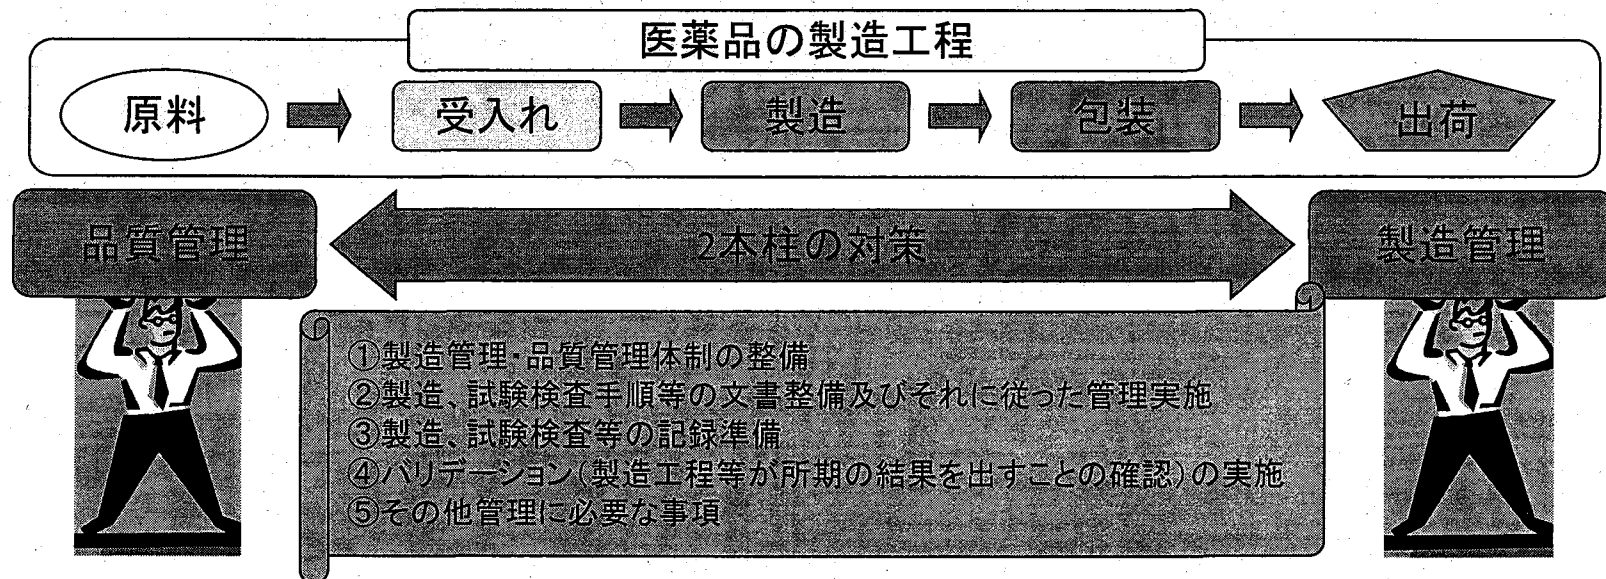 医薬品の製造工程
原料
受入れ
製造
包装
出荷
品質管理
2本柱の対策
製造管理
①製造管理・品質管理体制の整備
②製造、試験検査手順等の文書整備及びそれに従った管理実施
③製造、試験検査等の記録準備
④バリデーション(製造工程等が所期の結果を出すことの確認)の実施
⑤その他管理に必要な事項